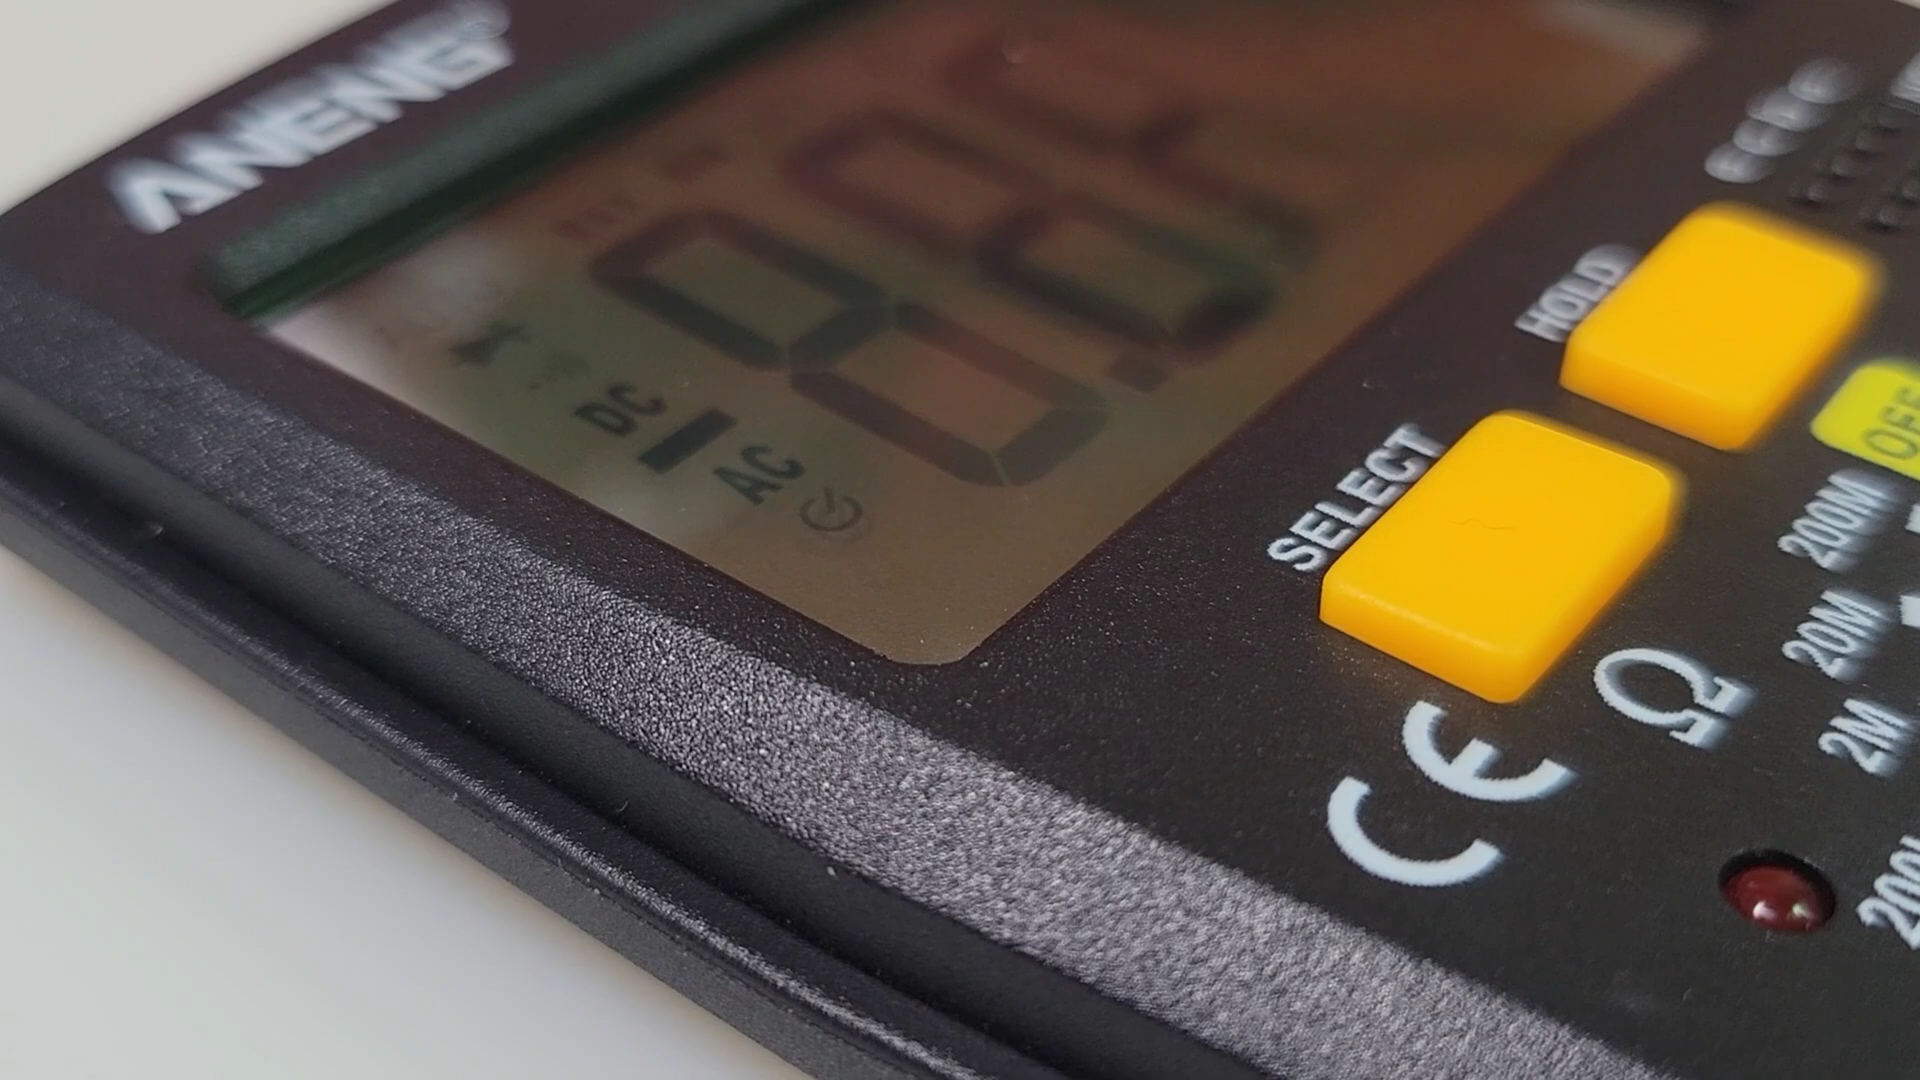 ANENG
DC
AC
HOLD
SELECT
OFF
Ω
200M
20M
2M
CE